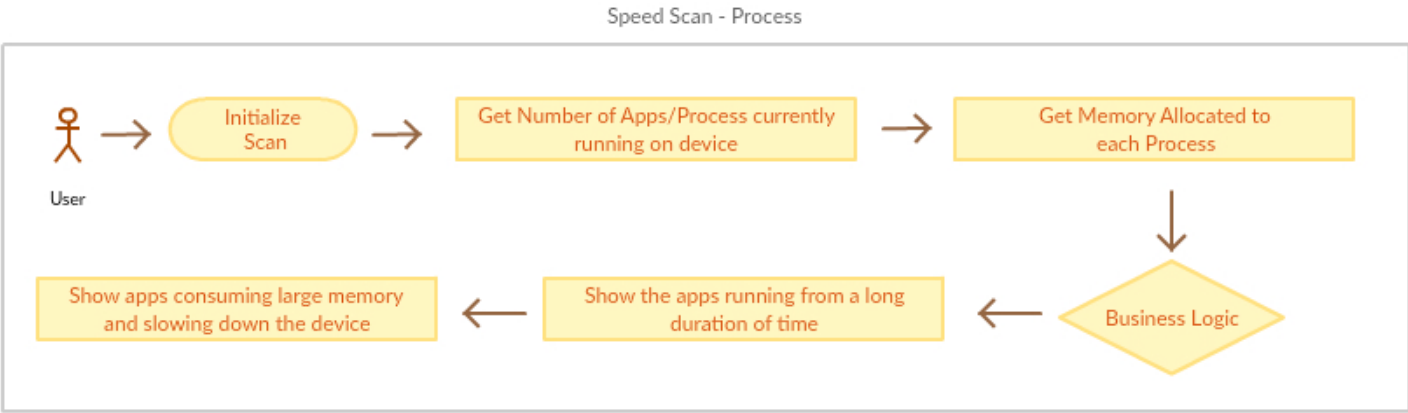 Speed Scan - Process
Initialize
Scan
Get Number of Apps/Process currently
running on device
Get Memory Allocated to
each Process
User
Business Logic
Show the apps running from a long
duration of time
Show apps consuming large memory
and slowing down the device